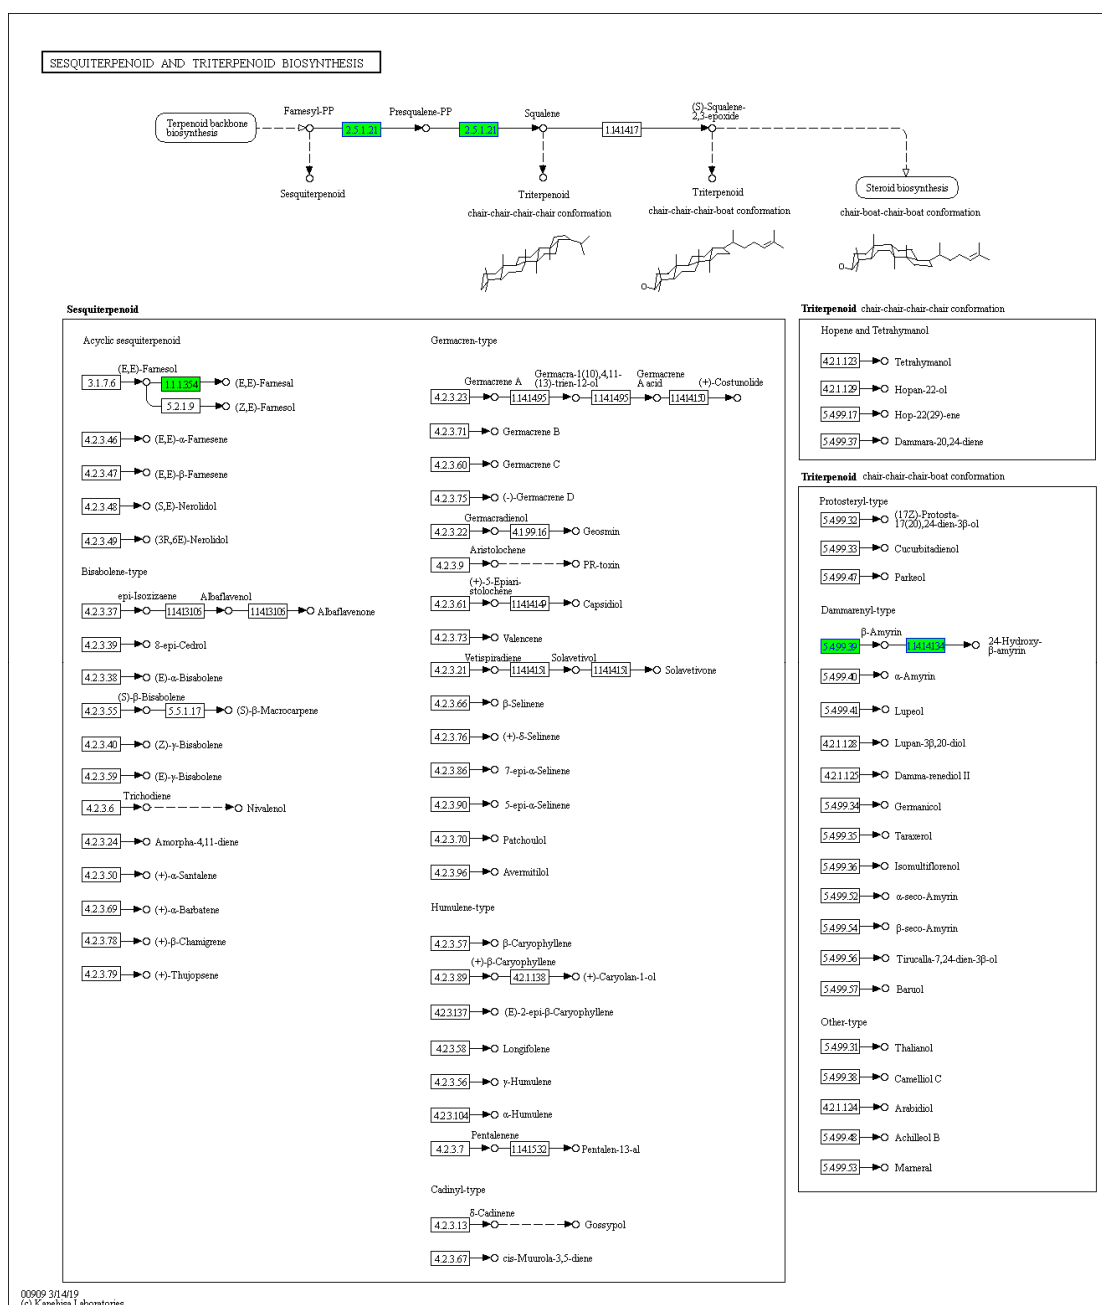 SESQUITERPENOID AND TRITERPENOID BIOSYNTHESIS
Terpenoid backbone
biosynthesis
Farnesyl-PP
2.5.1.21
Presqualene-PP
2.5.1.21
Squalene
1.14.14.17
(S)-Squalene-
2,3-epoxide
Sesquiterpenoid
Triterpenoid
chair-chair-chair-chair conformation
Triterpenoid
chair-chair-chair-boat conformation
Steroid biosynthesis
chair-boat-chair-boat conformation
O
O
Sesquiterpenoid
Acyclic sesquiterpenoid
(E,E)-Farnesol
3.1.7.6
1.1.1.354
(E,E)-Farnesal
5.2.1.9
(Z,E)-Farnesol
4.2.3.46
(E,E)-α-Farnesene
4.2.3.47
(E,E)-β-Farnesene
4.2.3.48
(S,E)-Nerolidol
4.2.3.49
(3R,6E)-Nerolidol
Bisabolene-type
epi-Isozizaene
Albaflavenol
4.2.3.37
1.14.13.106
1.14.13.106
Albaflavenone
4.2.3.39
8-epi-Cedrol
4.2.3.38
(E)-α-Bisabolene
(S)-β-Bisabolene
4.2.3.55
5.5.1.17
(S)-β-Macrocarpene
4.2.3.40
(Z)-γ-Bisabolene
4.2.3.59
(E)-γ-Bisabolene
Trichodiene
4.2.3.6
Nivalenol
4.2.3.24
Amorpha-4,11-diene
4.2.3.50
(+)-α-Santalene
4.2.3.69
(+)-α-Barbatene
4.2.3.78
(+)-β-Chamigrene
4.2.3.79
(+)-Thujopsene
Germacren-type
Germacrene A
Germacra-1(10),4,11-
(13)-trien-12-ol
Germacrene
A acid
(+)-Costunolide
4.2.3.23
1.14.14.95
1.14.14.95
1.14.14.150
4.2.3.71
Germacrene B
4.2.3.60
Germacrene C
4.2.3.75
(-)-Germacrene D
Germacradienol
4.2.3.22
4.1.99.16
Geosmin
Aristolochene
4.2.3.9
PR-toxin
(+)-5-Epiari-
stolochene
4.2.3.61
1.14.14.149
Capsidiol
4.2.3.73
Valencene
Vetispiradiene
Solavetivol
4.2.3.21
1.14.14.151
1.14.14.151
Solavetivone
4.2.3.66
β-Selinene
4.2.3.76
(+)-δ-Selinene
4.2.3.86
7-epi-α-Selinene
4.2.3.90
5-epi-α-Selinene
4.2.3.70
Patchoulol
4.2.3.96
Avermitilol
Humulene-type
4.2.3.57
β-Caryophyllene
(+)-β-Caryophyllene
4.2.3.89
4.2.1.138
(+)-Caryolan-1-ol
4.2.3.137
(E)-2-epi-β-Caryophyllene
4.2.3.58
Longifolene
4.2.3.56
γ-Humulene
4.2.3.104
α-Humulene
Pentalenene
4.2.3.7
1.14.15.32
Pentalen-13-al
Cadinyl-type
δ-Cadinene
4.2.3.13
Gossypol
4.2.3.67
cis-Muurola-3,5-diene
Triterpenoid chair-chair-chair-chair conformation
Hopene and Tetrahymanol
4.2.1.123
Tetrahymanol
4.2.1.129
Hopan-22-ol
5.4.99.17
Hop-22(29)-ene
5.4.99.37
Dammara-20,24-diene
Triterpenoid chair-chair-chair-boat conformation
Protosteryl-type
5.4.99.32
(17Z)-Protosta-
17(20),24-dien-3β-ol
5.4.99.33
Cucurbitadienol
5.4.99.47
Parkeol
Dammarenyl-type
β-Amyrin
5.4.99.39
1.14.14.134
24-Hydroxy-
β-amyrin
5.4.99.40
α-Amyrin
5.4.99.41
Lupeol
4.2.1.128
Lupan-3β,20-diol
4.2.1.125
Damma-renediol II
5.4.99.34
Germanicol
5.4.99.35
Taraxerol
5.4.99.36
Isomultiflorenol
5.4.99.52
α-seco-Amyrin
5.4.99.54
β-seco-Amyrin
5.4.99.56
Tirucalla-7,24-dien-3β-ol
5.4.99.57
Baruol
Other-type
5.4.99.31
Thalianol
5.4.99.38
Camelliol C
4.2.1.124
Arabidiol
5.4.99.48
Achilleol B
5.4.99.53
Marneral
00909 3/14/19
(c) Kanehisa Laboratories